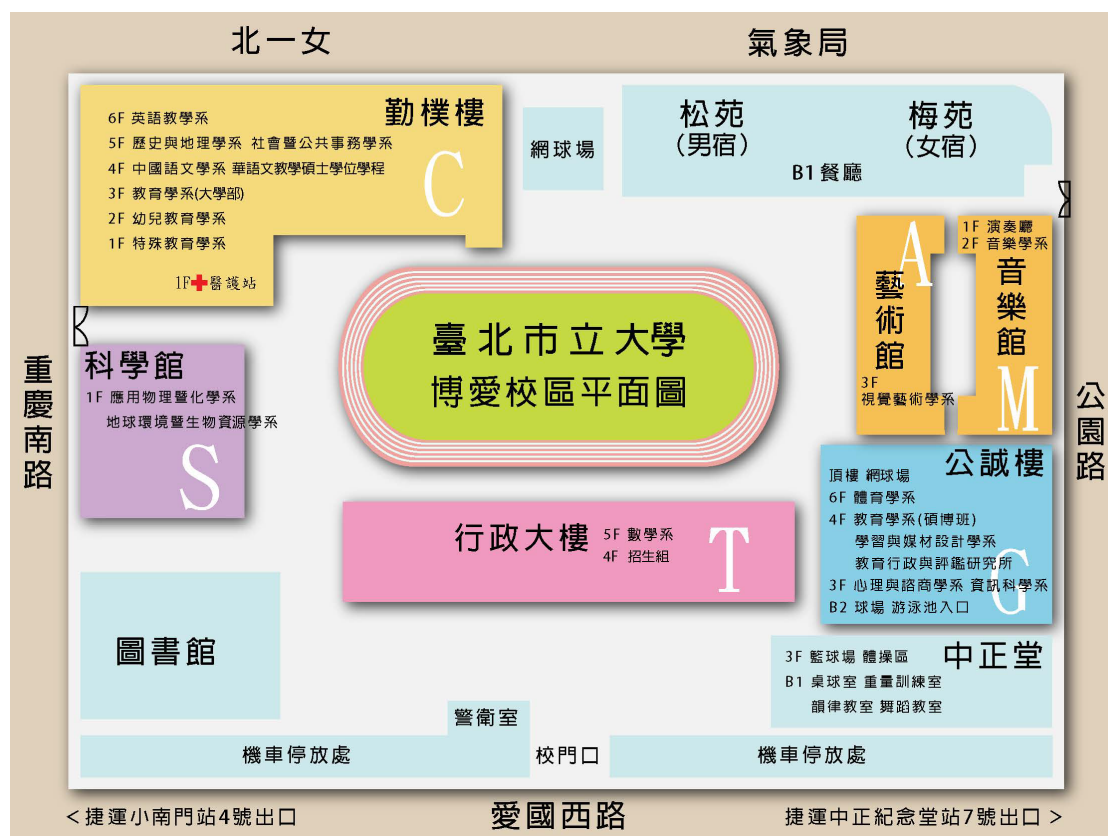 北一女
氣象局
勤樸樓
6F 英語教學系
5F 歷史與地理學系 社會暨公共事務學系
4F 中國語文學系 華語文教學碩士學位學程
3F 教育學系(大學部)
2F 幼兒教育學系
1F 特殊教育學系
C
1F 醫護站
網球場
松苑
(男宿)
梅苑
(女宿)
B1 餐廳
A
藝術館
3F
視覺藝術學系
1F 演奏廳
2F 音樂學系
音樂館
M
臺北市立大學
博愛校區平面圖
重慶南路
公園路
科學館
1F 應用物理暨化學系
地球環境暨生物資源學系
S
公誠樓
頂樓 網球場
6F 體育學系
4F 教育學系(碩博班)
學習與媒材設計學系
教育行政與評鑑研究所
3F 心理與諮商學系 資訊科學系
B2 球場 游泳池入口
G
行政大樓
5F 數學系
4F 招生組
T
圖書館
中正堂
3F 籃球場 體操區
B1 桌球室 重量訓練室
韻律教室 舞蹈教室
警衛室
機車停放處
校門口
機車停放處
<捷運小南門站4號出口
愛國西路
捷運中正紀念堂站7號出口 >